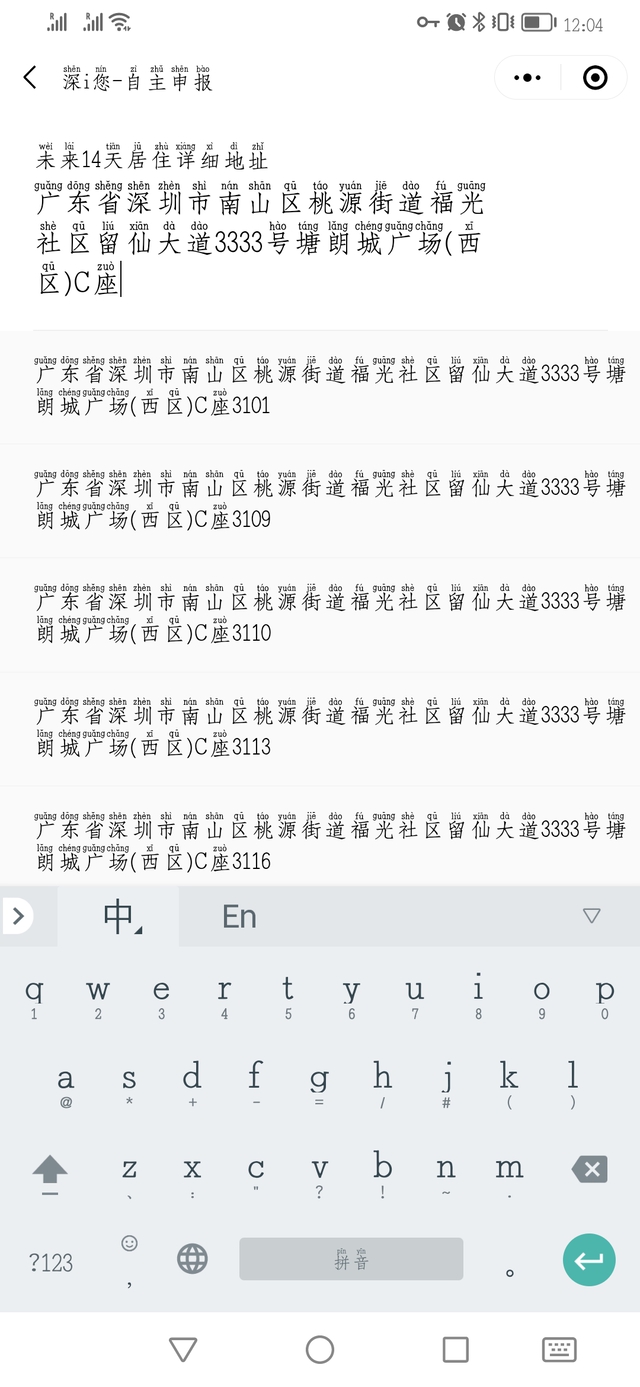 12:04
深i您-自主申报
未来14天居住详细地址
广东省深圳市南山区桃源街道福光
社区留仙大道3333号塘朗城广场(西
区)C座
广东省深圳市南山区桃源街道福光社区留仙大道3333号塘
朗城广场(西区)C座3101
广东省深圳市南山区桃源街道福光社区留仙大道3333号塘
朗城广场(西区)C座3109
广东省深圳市南山区桃源街道福光社区留仙大道3333号塘
朗城广场(西区)C座3110
广东省深圳市南山区桃源街道福光社区留仙大道3333号塘
朗城广场(西区)C座3113
广东省深圳市南山区桃源街道福光社区留仙大道3333号塘
朗城广场(西区)C座3116
中 En
q w e r t y u i o p
1 2 3 4 5 6 7 8 9 0
a s d f g h j k l
@ * + - = / # ( )
z x c v b n m
、 : " ? ! ~ .
?123 , 拼音 。